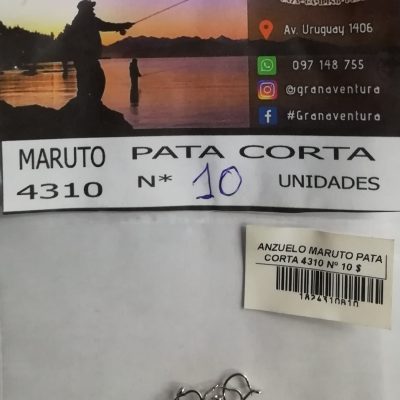 Av. Uruguay 1406
097 148 755
@granaventura
#Granaventura
MARUTO PATA CORTA
4310 N* 10 UNIDADES
ANZUELO MARUTO PATA
CORTA 4310 Nº 10 $